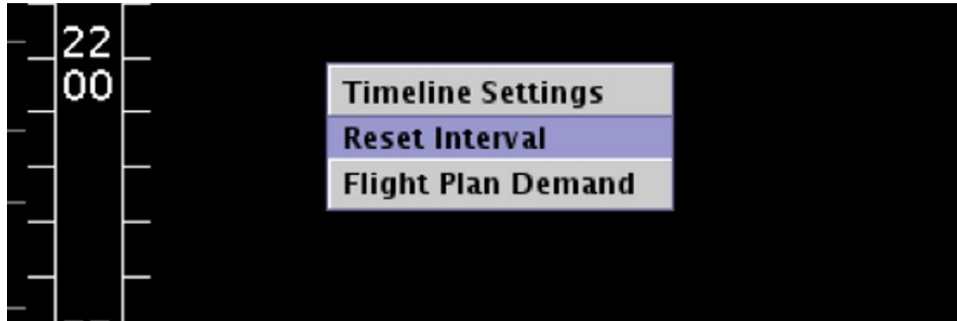 22
00
Timeline Settings
Reset Interval
Flight Plan Demand